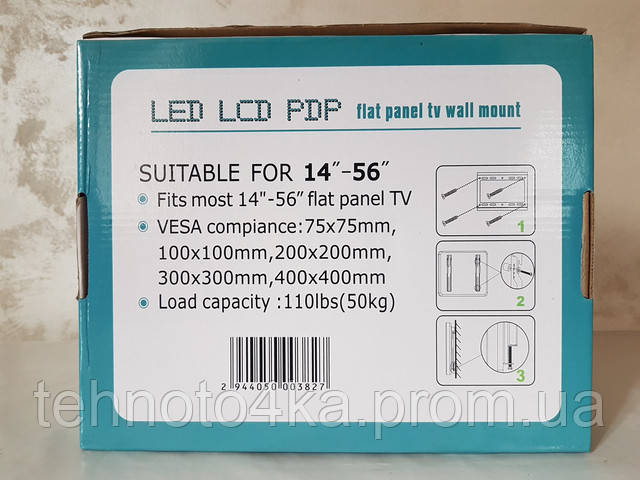 LED LCD PDP flat panel tv wall mount
SUITABLE FOR 14"-56"
Fits most 14"-56" flat panel TV
VESA compiance:75x75mm,
100x100mm,200x200mm,
300x300mm,400x400mm
Load capacity :110lbs(50kg)
1
2
3
2 944050 003827
tehnoto4ka.prom.ua